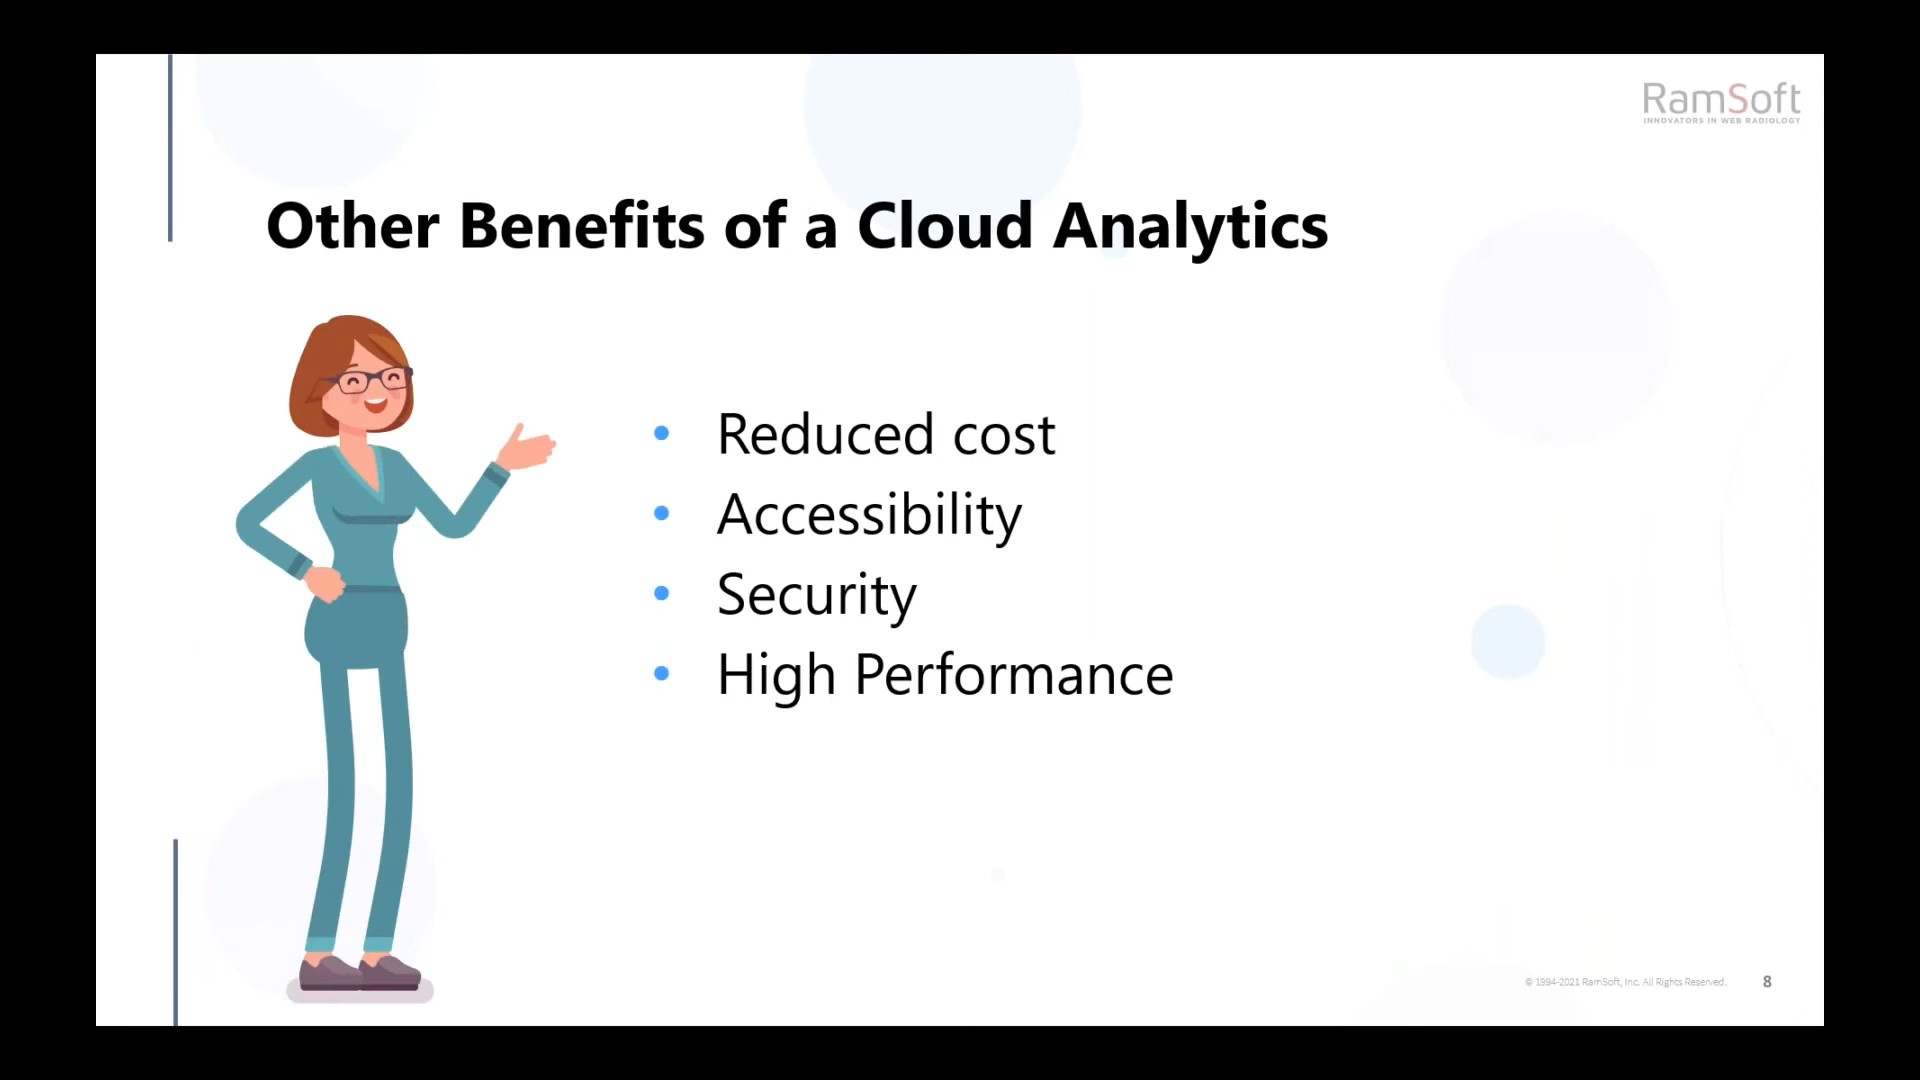 RamSoft
INNOVATORS IN WEB RADIOLOGY
Other Benefits of a Cloud Analytics
• Reduced cost
• Accessibility
• Security
• High Performance
© 1994-2021 RamSoft, Inc. All Rights Reserved.
8